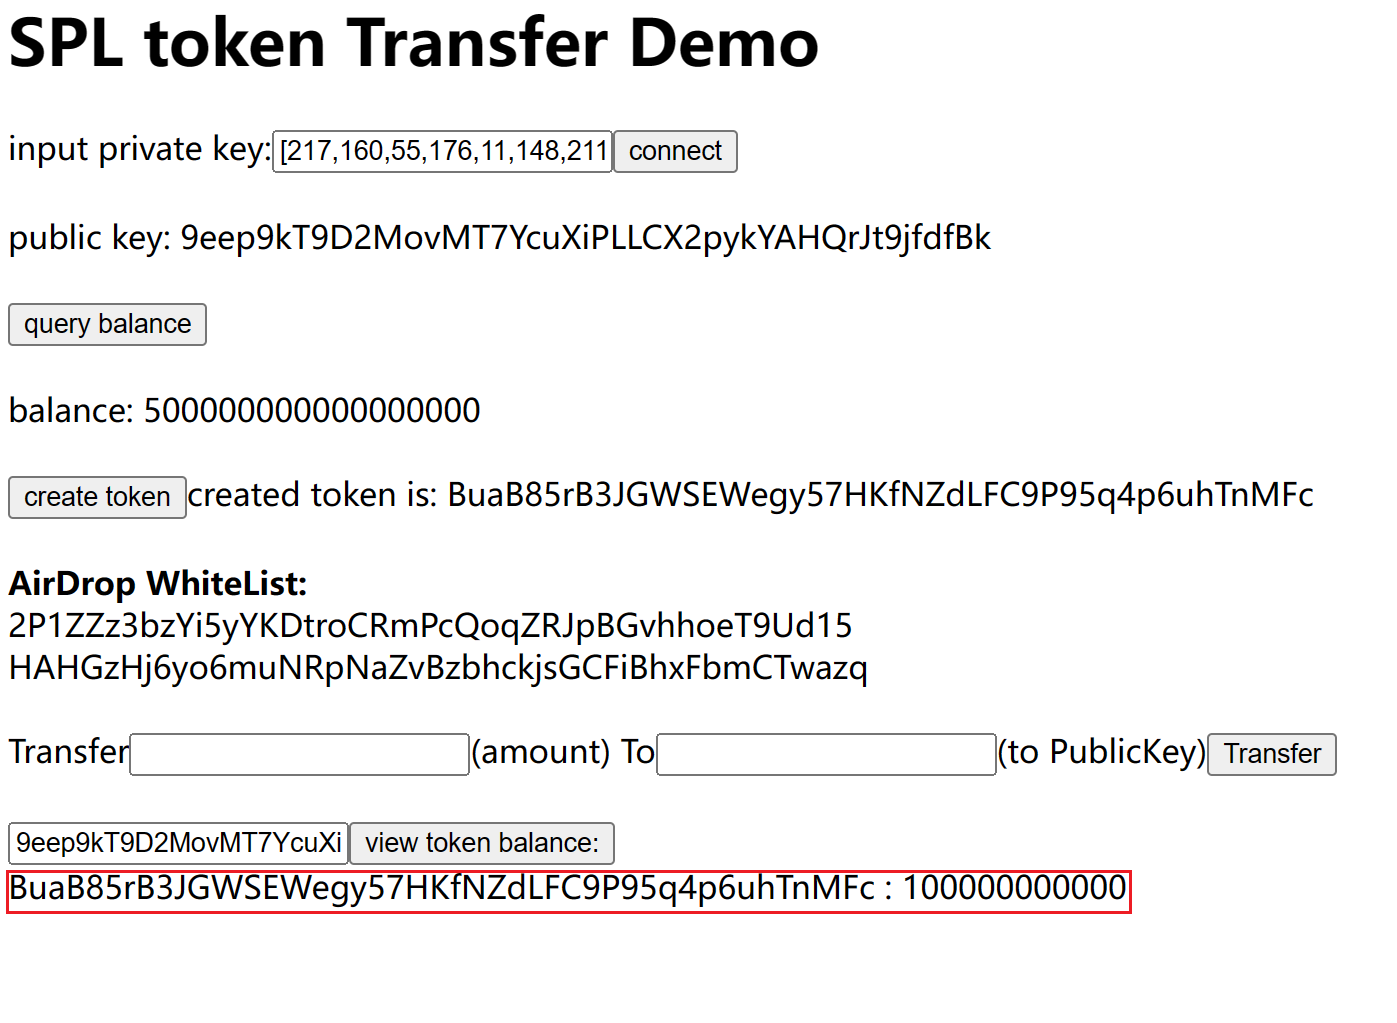 SPL token Transfer Demo
input private key:[217,160,55,176,11,148,211 connect
public key: 9eep9kT9D2MovMT7YcuXiPLLCX2pykYAHQrJt9jfdfBk
query balance
balance: 500000000000000000
create token created token is: BuaB85rB3JGWSEWegy57HKfNZdLFC9P95q4p6uhTnMFc
AirDrop WhiteList:
2P1ZZz3bzYi5yYKDtroCRmPcQoqZRJpBGvhhoeT9Ud15
HAHGzHj6yo6muNRpNaZvBzbhckjsGCFiBhxFbmCTwazq
Transfer (amount) To (to PublicKey) Transfer
9eep9kT9D2MovMT7YcuXi view token balance:
BuaB85rB3JGWSEWegy57HKfNZdLFC9P95q4p6uhTnMFc : 100000000000